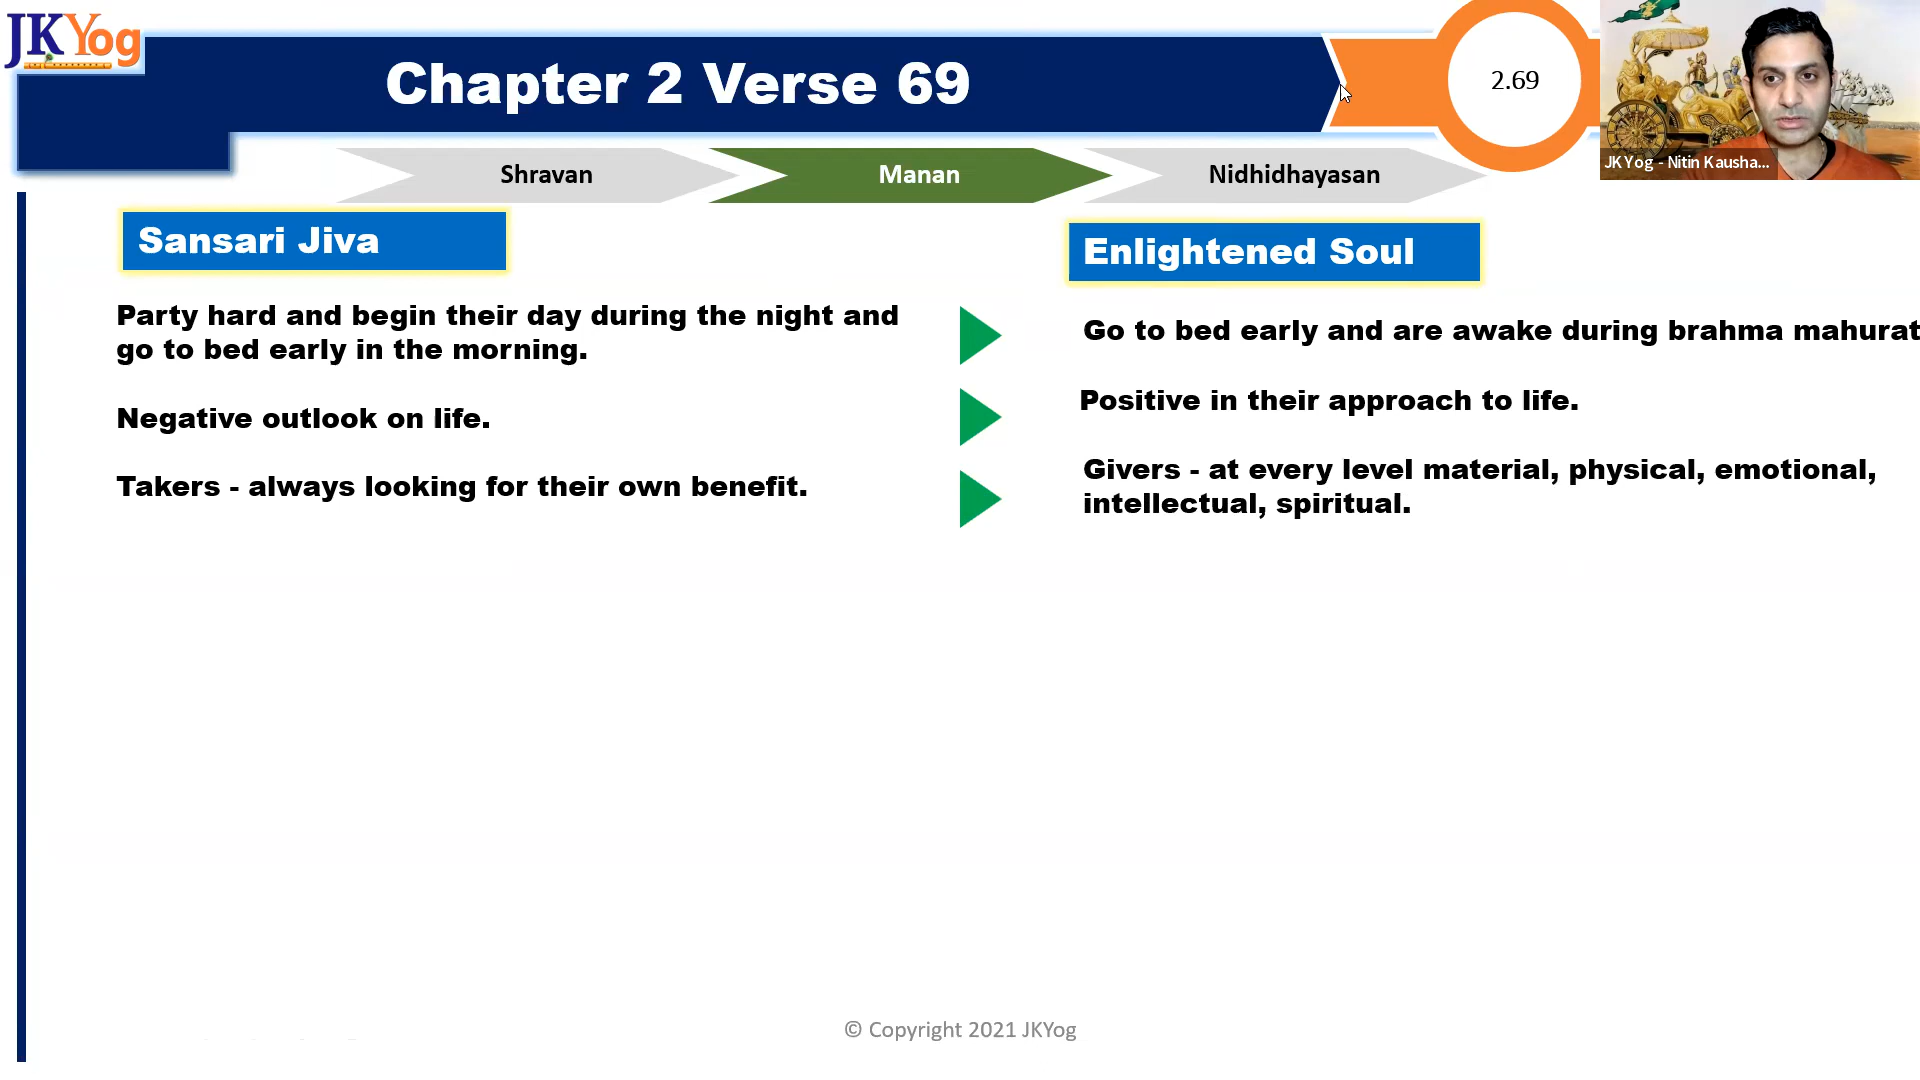 JKYog
Chapter 2 Verse 69
2.69
JKYog - Nitin Kausha...
Shravan
Manan
Nidhidhayasan
Sansari Jiva
Enlightened Soul
Party hard and begin their day during the night and
go to bed early in the morning.
Go to bed early and are awake during brahma mahurat
Negative outlook on life.
Positive in their approach to life.
Takers - always looking for their own benefit.
Givers - at every level material, physical, emotional,
intellectual, spiritual.
© Copyright 2021 JKYog